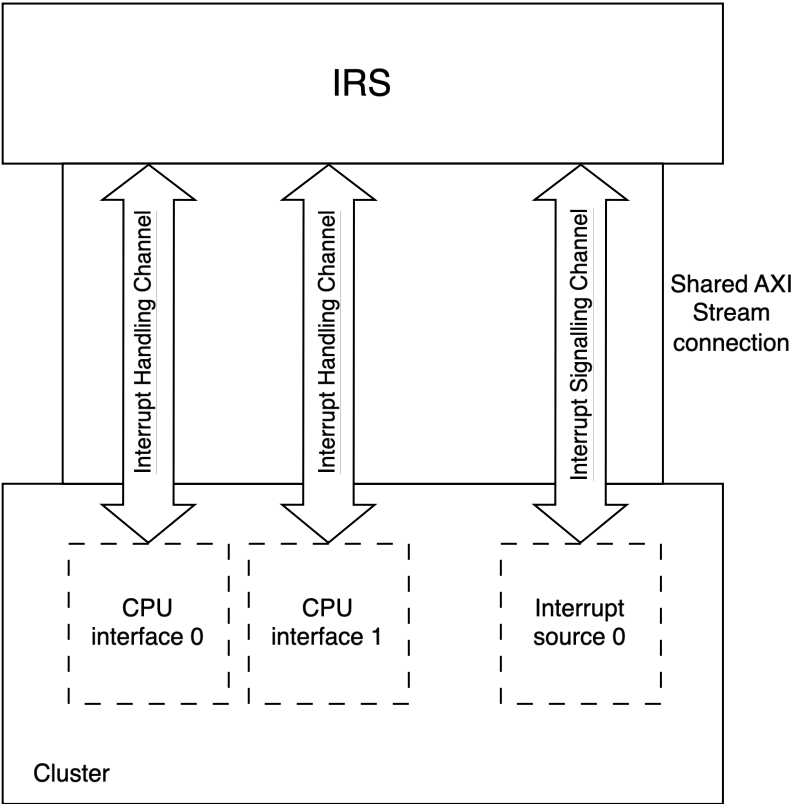 IRS
Interrupt Handling Channel
Interrupt Handling Channel
Interrupt Signalling Channel
Shared AXI
Stream
connection
CPU
interface 0
CPU
interface 1
Interrupt
source 0
Cluster